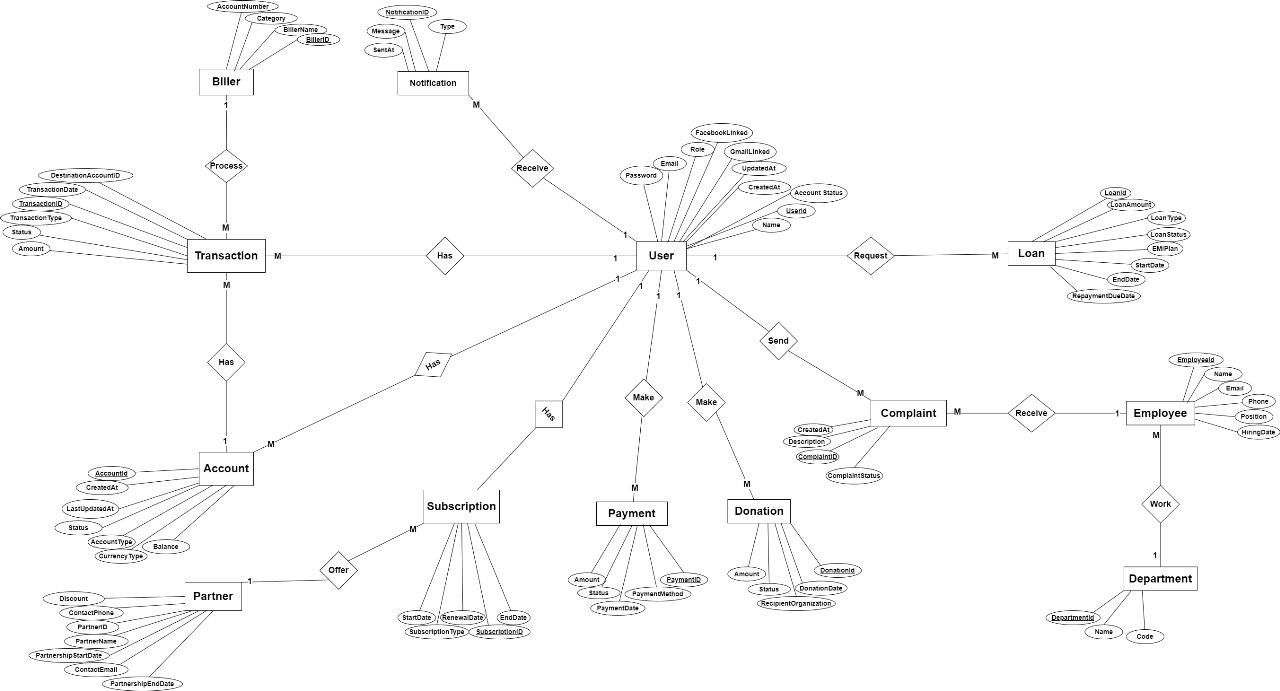 AccountNumber
Category
BillerName
BillerID
Biller
1
Process
M
NotificationID
Type
Message
SentAt
Notification
M
Receive
1
FacebookLinked
Role
GmailLinked
Email
UpdatedAt
Password
CreatedAt
Account Status
UserId
Name
User
DestinationAccountID
TransactionDate
TransactionID
TransactionType
Status
Amount
Transaction
M
Has
1
1
Request
M
Loan
LoanId
LoanAmount
LoanType
LoanStatus
EMIPlan
StartDate
EndDate
RepaymentDueDate
M
Has
1
1
Has
M
Account
AccountId
CreatedAt
LastUpdatedAt
Status
AccountType
CurrencyType
Balance
1
Has
Subscription
M
Offer
1
Partner
Discount
ContactPhone
PartnerID
PartnerName
PartnershipStartDate
ContactEmail
PartnershipEndDate
StartDate
RenewalDate
EndDate
SubscriptionType
SubscriptionID
1
Make
M
Payment
Amount
PaymentID
Status
PaymentMethod
PaymentDate
1
Make
M
Donation
DonationId
Amount
Status
DonationDate
RecipientOrganization
1
Send
M
Complaint
CreatedAt
Description
ComplaintID
ComplaintStatus
M
Receive
1
Employee
EmployeeId
Name
Email
Phone
Position
HiringDate
M
Work
1
Department
DepartmentId
Name
Code